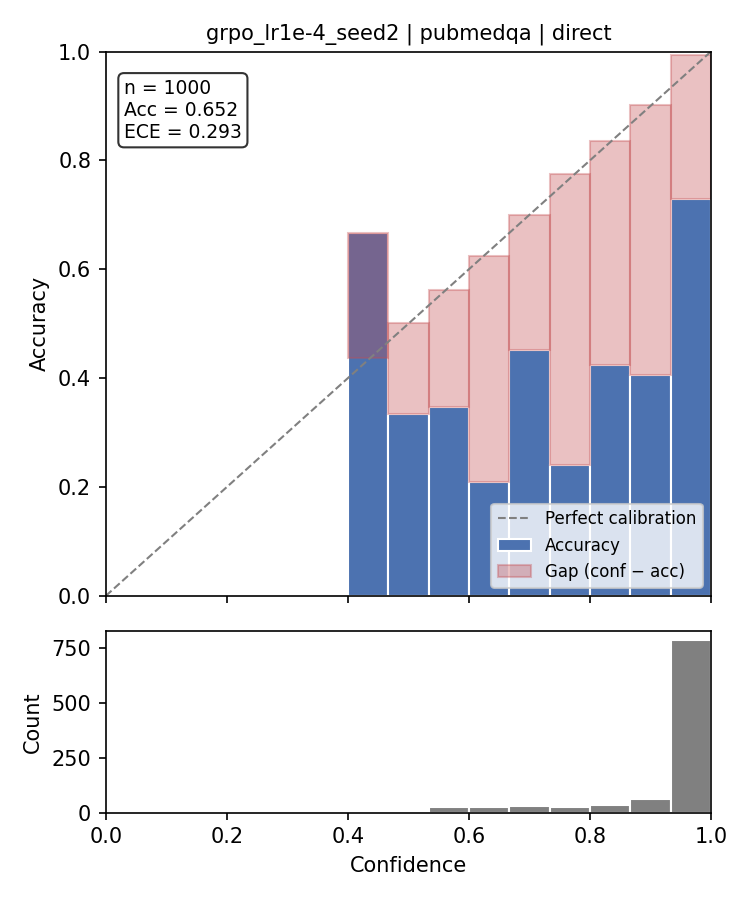 grpo_lr1e-4_seed2 | pubmedqa | direct
n = 1000
Acc = 0.652
ECE = 0.293
Accuracy
1.0
0.8
0.6
0.4
0.2
0.0
Perfect calibration
Accuracy
Gap (conf − acc)
Count
750
500
250
0
0.0 0.2 0.4 0.6 0.8 1.0
Confidence